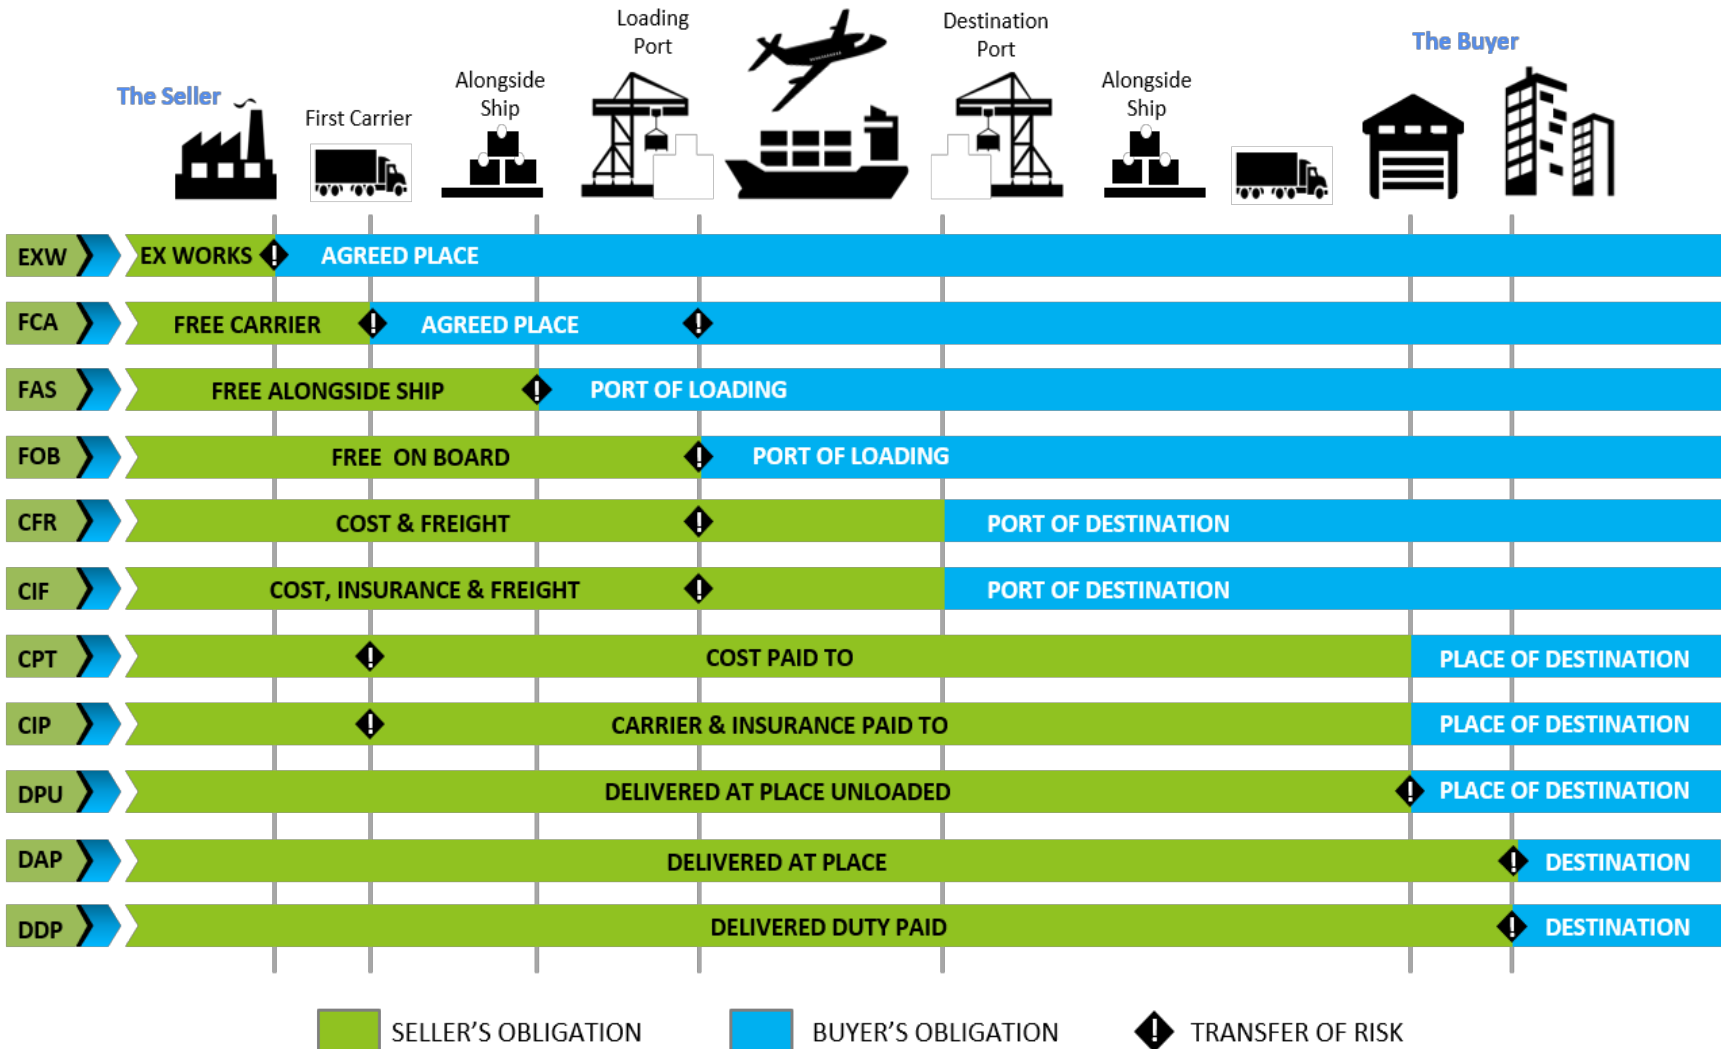 Loading
Port
Destination
Port
The Buyer
The Seller
Alongside
Ship
Alongside
Ship
First Carrier
EXW EX WORKS ! AGREED PLACE
FCA FREE CARRIER ! AGREED PLACE !
FAS FREE ALONGSIDE SHIP ! PORT OF LOADING
FOB FREE ON BOARD ! PORT OF LOADING
CFR COST & FREIGHT ! PORT OF DESTINATION
CIF COST, INSURANCE & FREIGHT ! PORT OF DESTINATION
CPT ! COST PAID TO PLACE OF DESTINATION
CIP ! CARRIER & INSURANCE PAID TO PLACE OF DESTINATION
DPU DELIVERED AT PLACE UNLOADED ! PLACE OF DESTINATION
DAP DELIVERED AT PLACE ! DESTINATION
DDP DELIVERED DUTY PAID ! DESTINATION
SELLER'S OBLIGATION BUYER'S OBLIGATION ! TRANSFER OF RISK